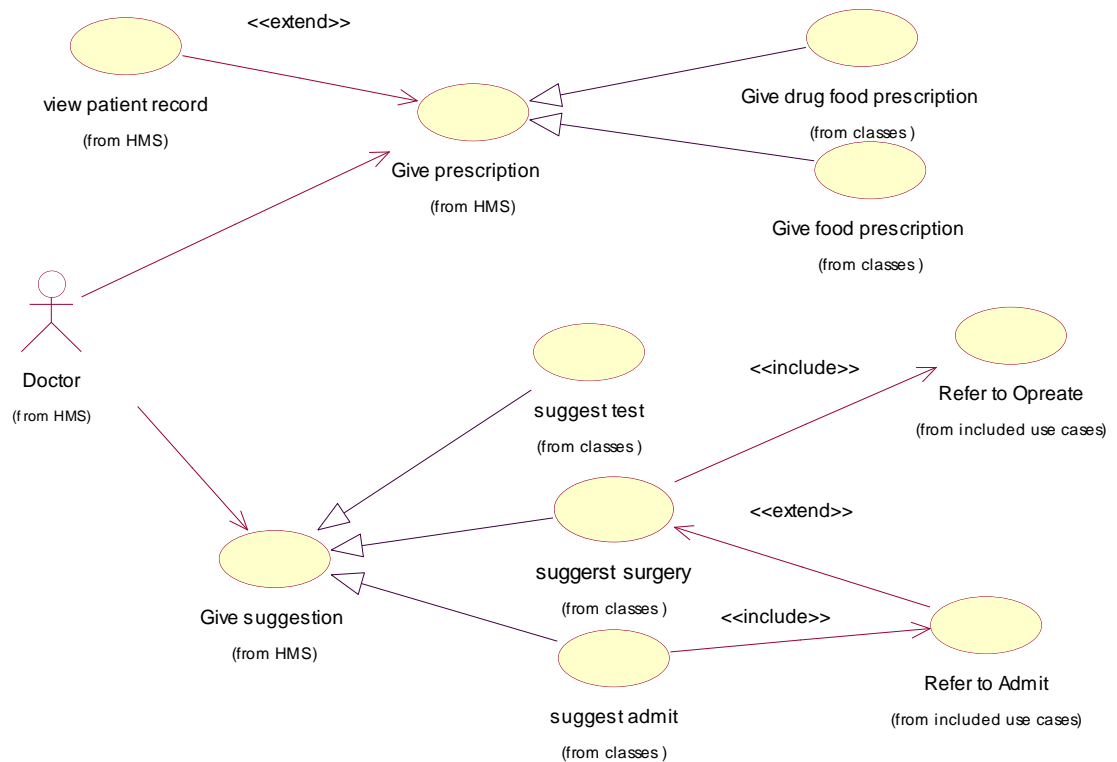 <<extend>>
view patient record
(from HMS)
Give drug food prescription
(from classes )
Give prescription
(from HMS)
Give food prescription
(from classes )
Doctor
(from HMS)
suggest test
(from classes )
<<include>>
Refer to Opreate
(from included use cases)
<<extend>>
suggerst surgery
(from classes )
Give suggestion
(from HMS)
<<include>>
suggest admit
(from classes )
Refer to Admit
(from included use cases)